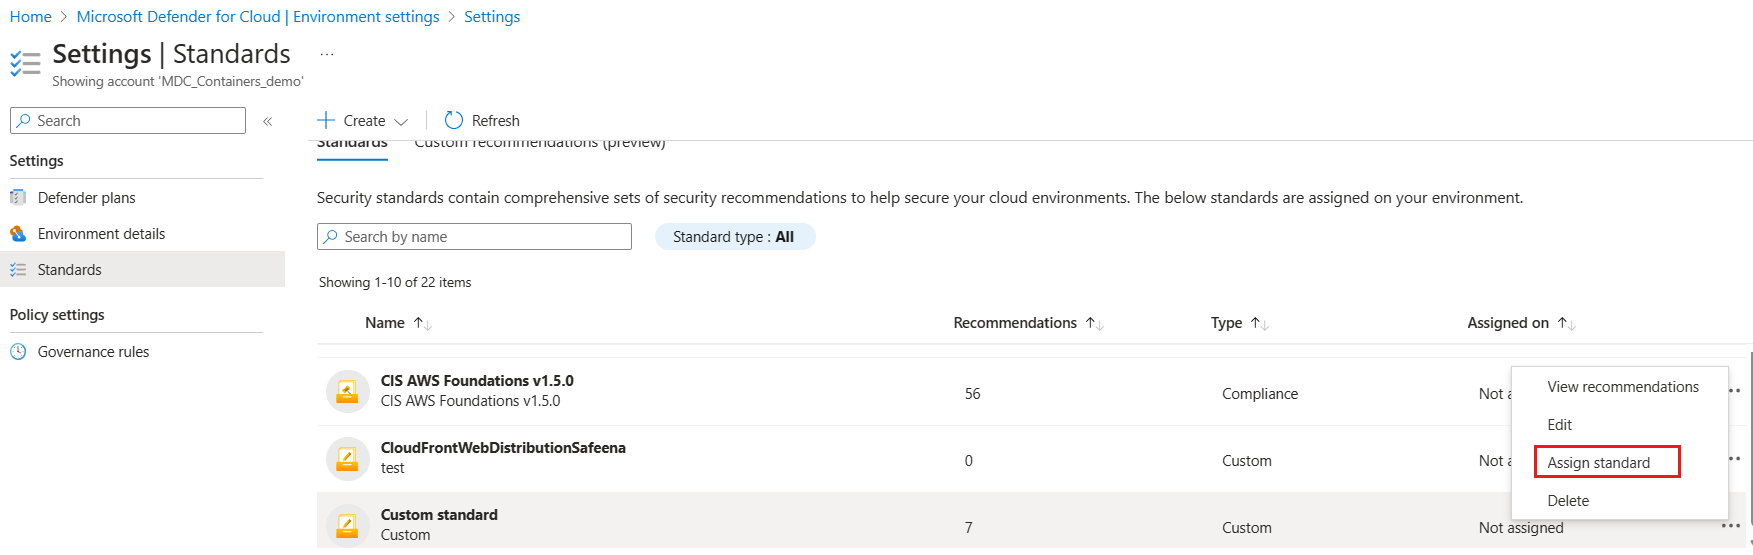 Home > Microsoft Defender for Cloud | Environment settings > Settings
Settings | Standards ...
Showing account 'MDC_Containers_demo'
Search «
Create Refresh
Settings
Standards Custom recommendations (preview)
Defender plans
Security standards contain comprehensive sets of security recommendations to help secure your cloud environments. The below standards are assigned on your environment.
Environment details
Search by name Standard type : All
Standards
Showing 1-10 of 22 items
Policy settings
Name ↑↓ Recommendations ↑↓ Type ↑↓ Assigned on ↑↓
Governance rules
CIS AWS Foundations v1.5.0
CIS AWS Foundations v1.5.0
56 Compliance Not a
CloudFrontWebDistributionSafeena
test
0 Custom Not a
Custom standard
Custom
7 Custom Not assigned ...
View recommendations
Edit
Assign standard
Delete